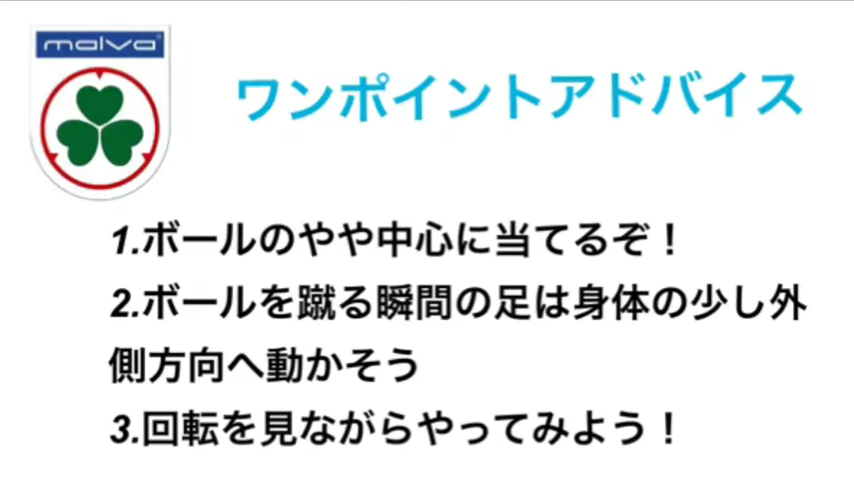 malva
ワンポイントアドバイス
1.ボールのやや中心に当てるぞ！
2.ボールを蹴る瞬間の足は身体の少し外
側方向へ動かそう
3.回転を見ながらやってみよう！